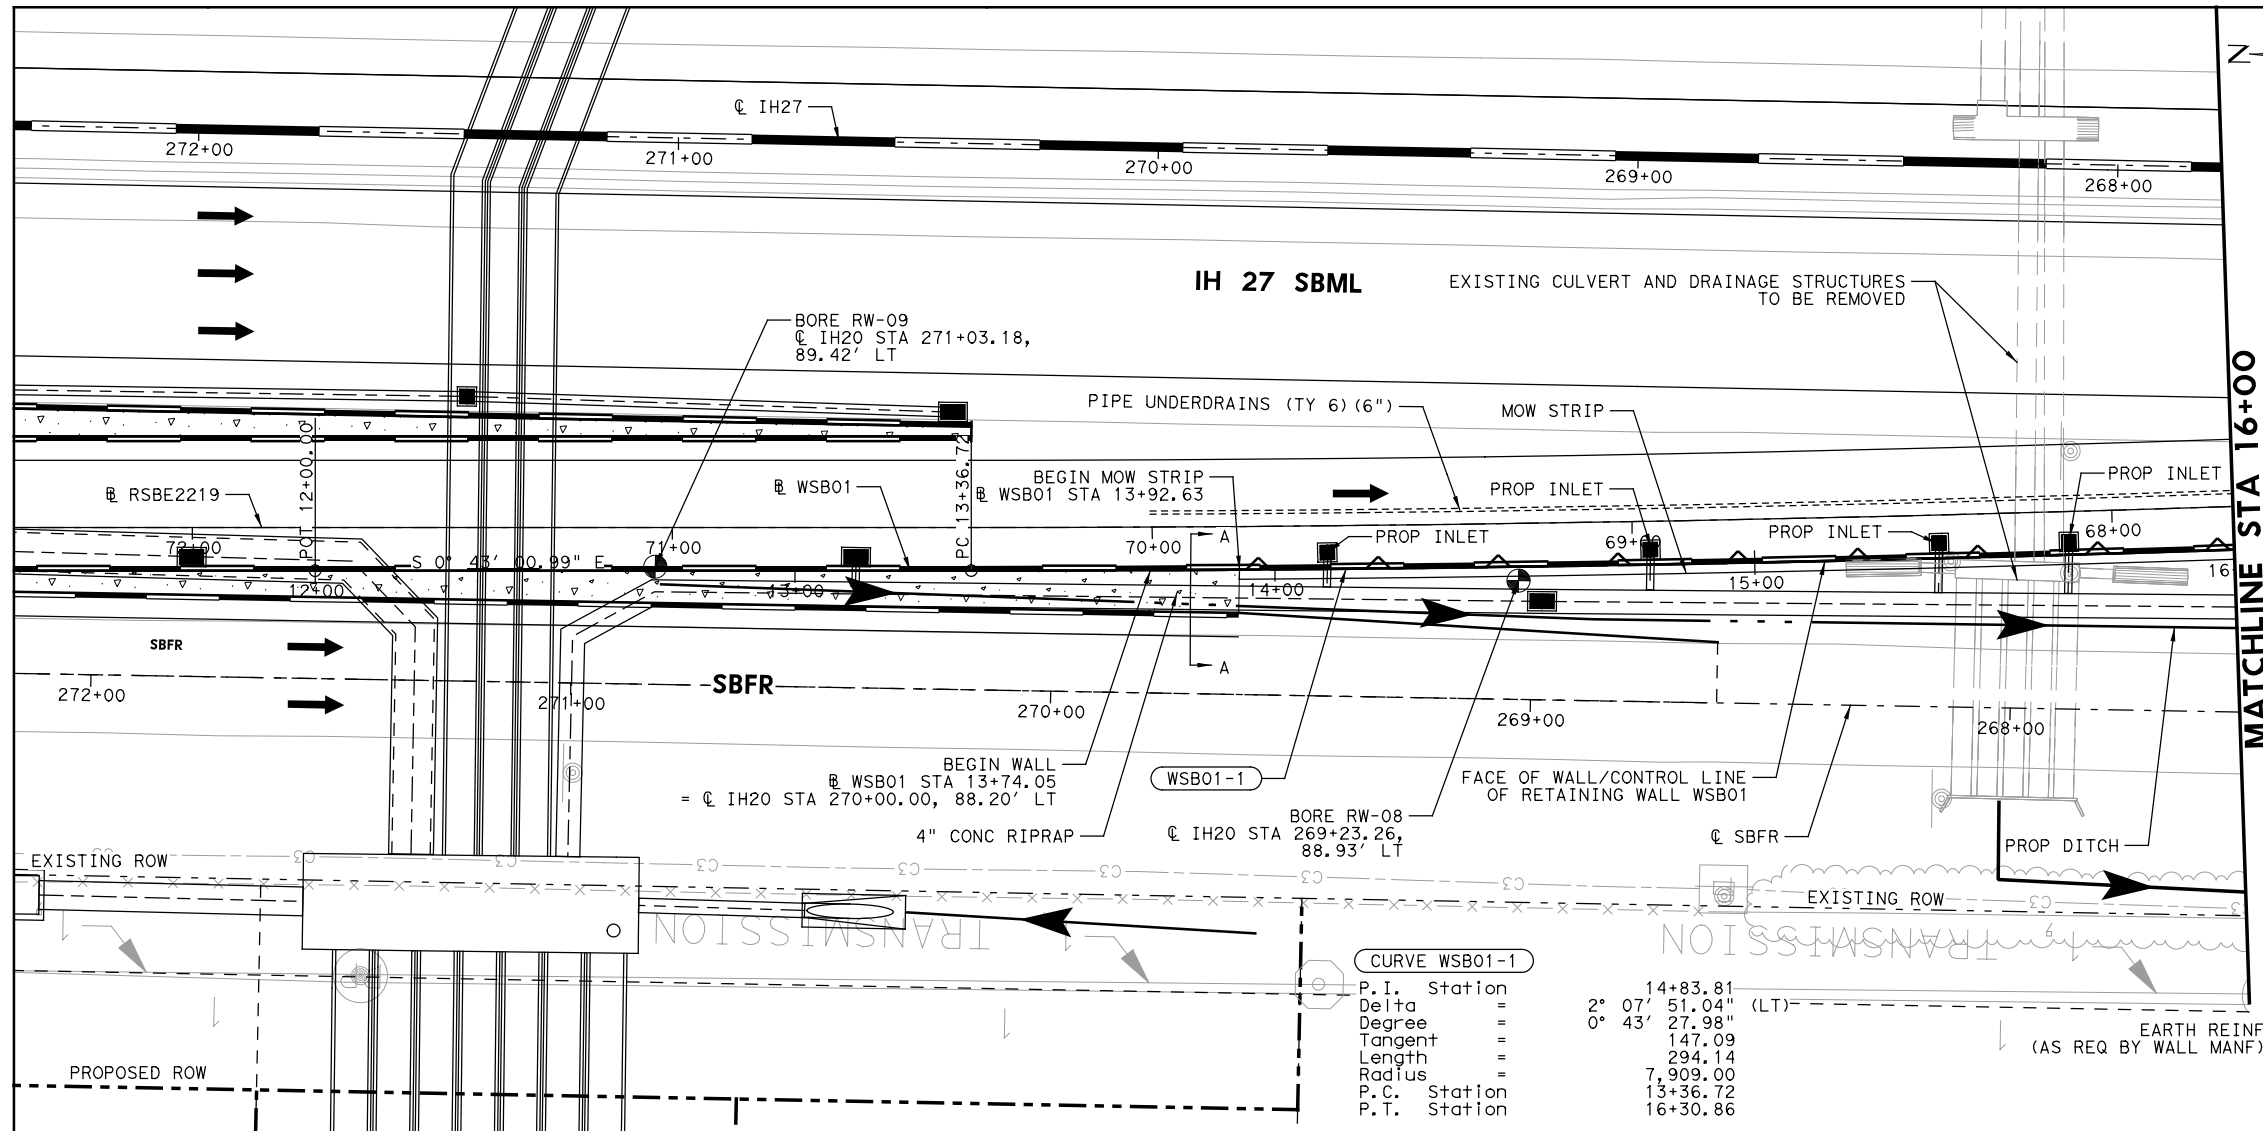 N
℄ IH27
272+00
271+00
270+00
269+00
268+00
IH 27 SBML
EXISTING CULVERT AND DRAINAGE STRUCTURES
TO BE REMOVED
BORE RW-09
℄ IH20 STA 271+03.18,
89.42' LT
PIPE UNDERDRAINS (TY 6)(6")
MOW STRIP
MATCHLINE STA 16+00
POT 12+00.00
PC 13+36.72
BEGIN MOW STRIP
B WSB01 STA 13+92.63
B RSBE2219
B WSB01
PROP INLET
PROP INLET
PROP INLET
PROP INLET
A
72+00
71+00
70+00
69+00
68+00
S 0° 43' 00.99" E
12+00
13+00
14+00
15+00
16
A
SBFR
SBFR
272+00
271+00
270+00
269+00
268+00
BEGIN WALL
B WSB01 STA 13+74.05
= ℄ IH20 STA 270+00.00, 88.20' LT
WSB01-1
FACE OF WALL/CONTROL LINE
OF RETAINING WALL WSB01
4" CONC RIPRAP
BORE RW-08
℄ IH20 STA 269+23.26,
88.93' LT
℄ SBFR
PROP DITCH
EXISTING ROW
EXISTING ROW
TRANSMISSION
TRANSMISSION
CURVE WSB01-1
P.I. Station 14+83.81
Delta = 2° 07' 51.04" (LT)
Degree = 0° 43' 27.98"
Tangent = 147.09
Length = 294.14
Radius = 7,909.00
P.C. Station 13+36.72
P.T. Station 16+30.86
EARTH REINF
(AS REQ BY WALL MANF)
PROPOSED ROW